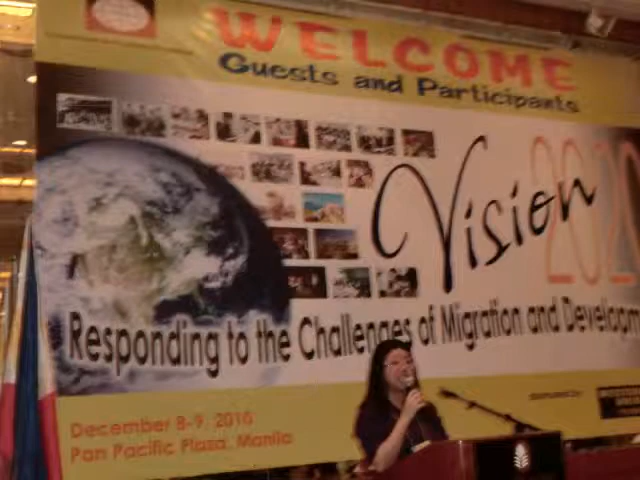 WELCOME
Guests and Participants
Vision 2020
Responding to the Challenges of Migration and Developm
December 8-9, 2010
Pan Pacific Plaza, Manila